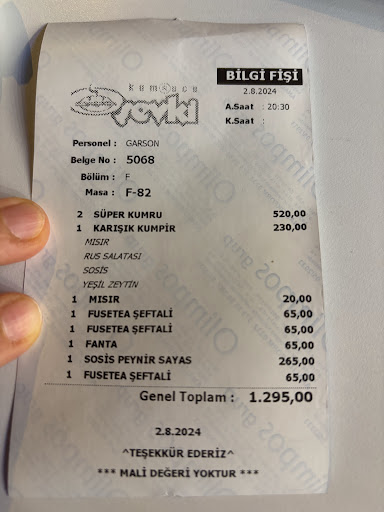 BİLGİ FİŞİ
2.8.2024
Kumrucu
Şevki
A.Saat : 20:30
K.Saat :
Personel : GARSON
Belge No : 5068
Bölüm : F
Masa : F-82
2 SÜPER KUMRU 520,00
1 KARIŞIK KUMPİR 230,00
MISIR
RUS SALATASI
SOSİS
YEŞİL ZEYTİN
1 MISIR 20,00
1 FUSETEA ŞEFTALİ 65,00
1 FUSETEA ŞEFTALİ 65,00
1 FANTA 65,00
1 SOSİS PEYNİR SAYAS 265,00
1 FUSETEA ŞEFTALİ 65,00
Genel Toplam : 1.295,00
2.8.2024
^TEŞEKKÜR EDERİZ^
*** MALİ DEĞERİ YOKTUR ***